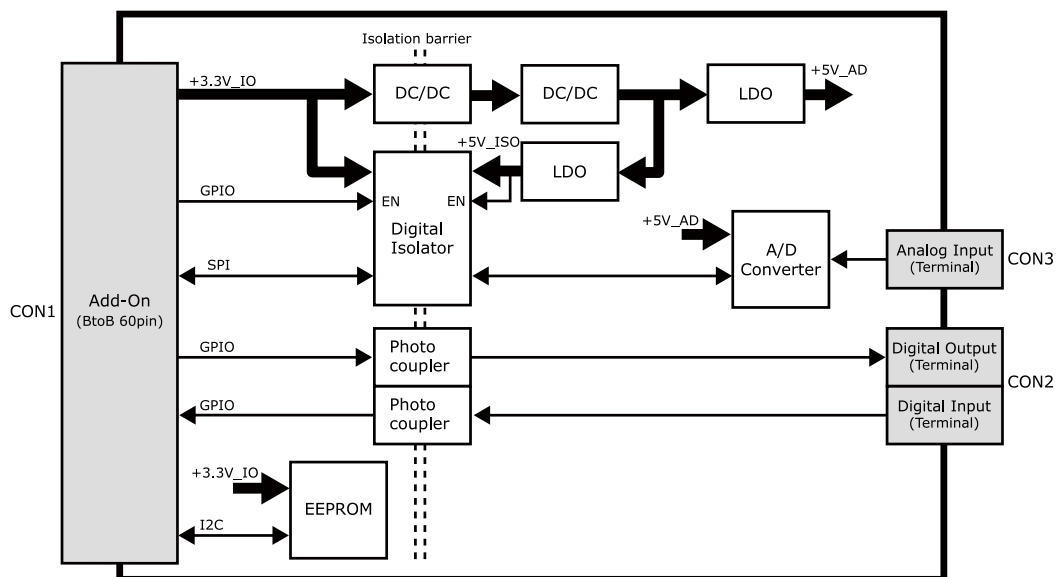 Isolation barrier
+3.3V_IO
DC/DC
DC/DC
LDO
+5V_AD
+5V_ISO
LDO
GPIO
EN
EN
Digital
Isolator
+5V_AD
A/D
Converter
Analog Input
(Terminal)
CON3
SPI
CON1
Add-On
(BtoB 60pin)
GPIO
Photo
coupler
Digital Output
(Terminal)
CON2
GPIO
Photo
coupler
Digital Input
(Terminal)
+3.3V_IO
EEPROM
I2C